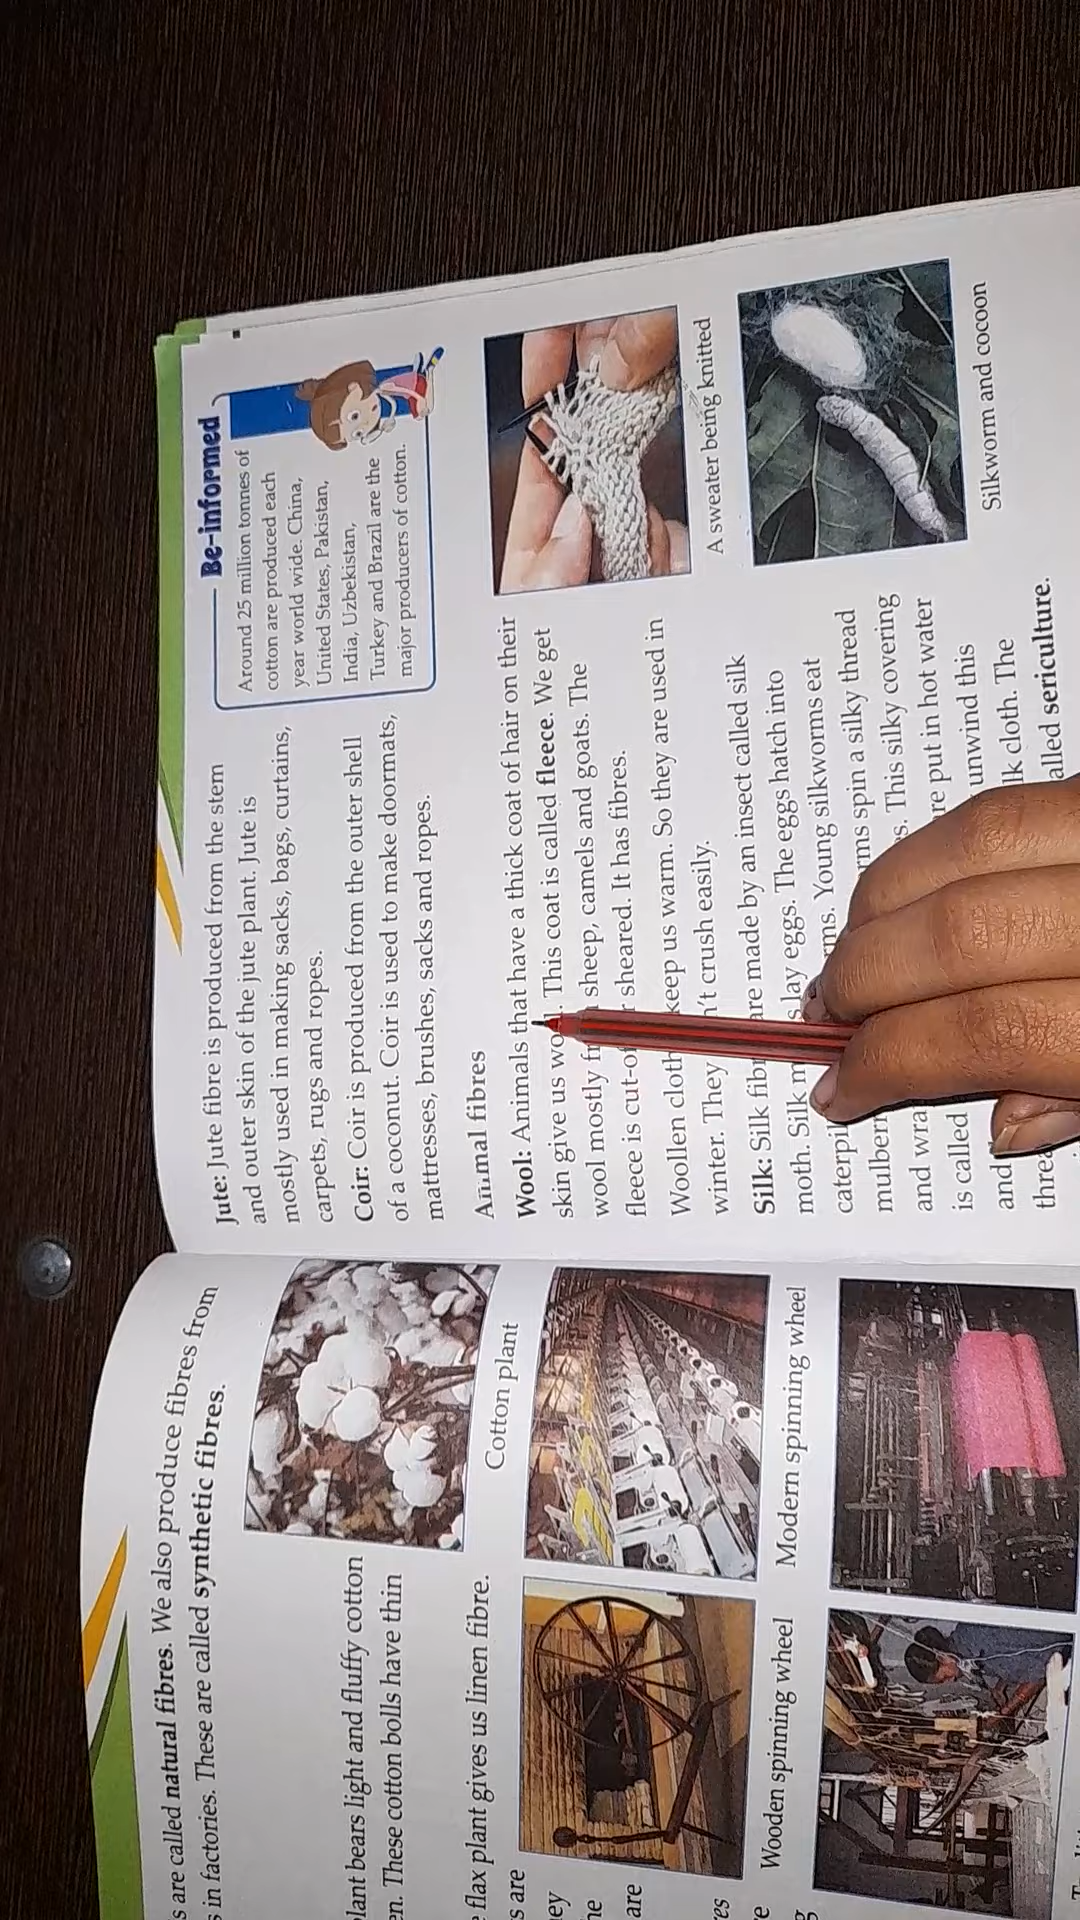 s are called natural fibres. We also produce fibres from
s in factories. These are called synthetic fibres.
plant bears light and fluffy cotton
en. These cotton bolls have thin
Cotton plant
flax plant gives us linen fibre.
s are
are
Wooden spinning wheel
Modern spinning wheel
Jute: Jute fibre is produced from the stem
and outer skin of the jute plant. Jute is
mostly used in making sacks, bags, curtains,
carpets, rugs and ropes.
Coir: Coir is produced from the outer shell
of a coconut. Coir is used to make doormats,
mattresses, brushes, sacks and ropes.
Be-informed
Around 25 million tonnes of
cotton are produced each
year world wide. China,
United States, Pakistan,
India, Uzbekistan,
Turkey and Brazil are the
major producers of cotton.
Animal fibres
Wool: Animals that have a thick coat of hair on their
skin give us wo . This coat is called fleece. We get
wool mostly fr sheep, camels and goats. The
fleece is cut-of r sheared. It has fibres.
Woollen cloth keep us warm. So they are used in
winter. They n't crush easily.
A sweater being knitted
Silk: Silk fibr are made by an insect called silk
moth. Silk m s lay eggs. The eggs hatch into
caterpil rms. Young silkworms eat
mulberr rms spin a silky thread
and wra s. This silky covering
is called re put in hot water
and unwind this
threa lk cloth. The
alled sericulture.
Silkworm and cocoon